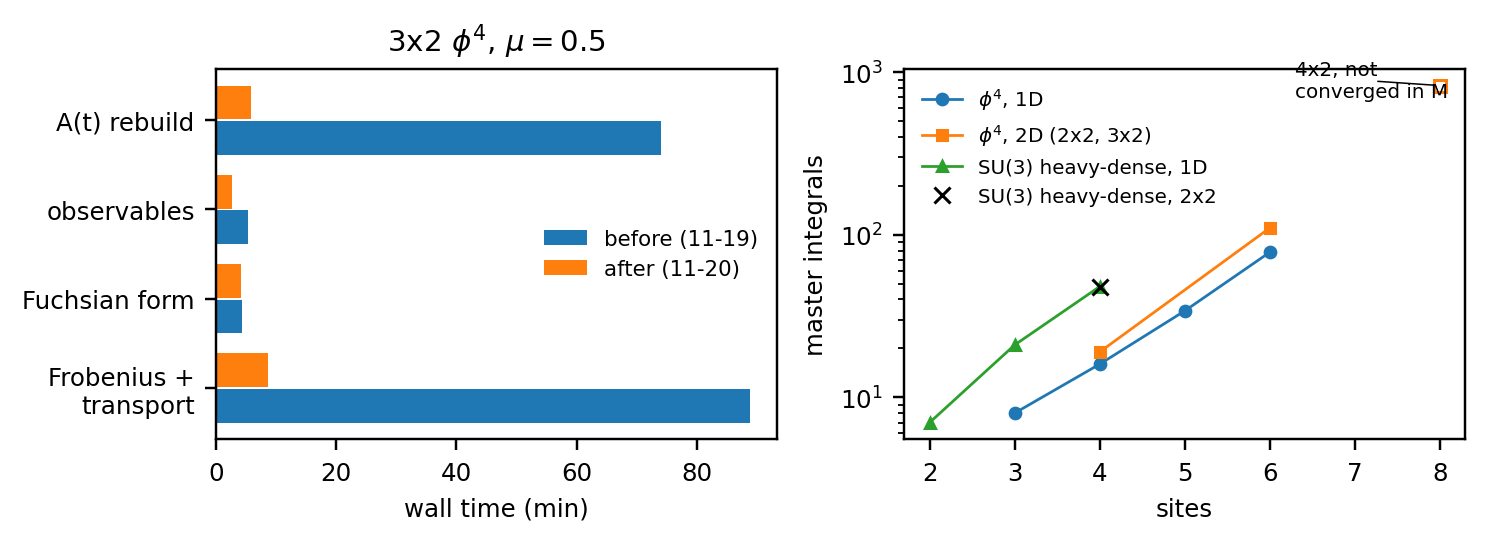 3x2 ϕ⁴, μ = 0.5
A(t) rebuild
observables
Fuchsian form
Frobenius +
transport
before (11-19)
after (11-20)
0 20 40 60 80
wall time (min)
10³
10²
10¹
master integrals
ϕ⁴, 1D
ϕ⁴, 2D (2x2, 3x2)
SU(3) heavy-dense, 1D
SU(3) heavy-dense, 2x2
4x2, not
converged in M
2 3 4 5 6 7 8
sites